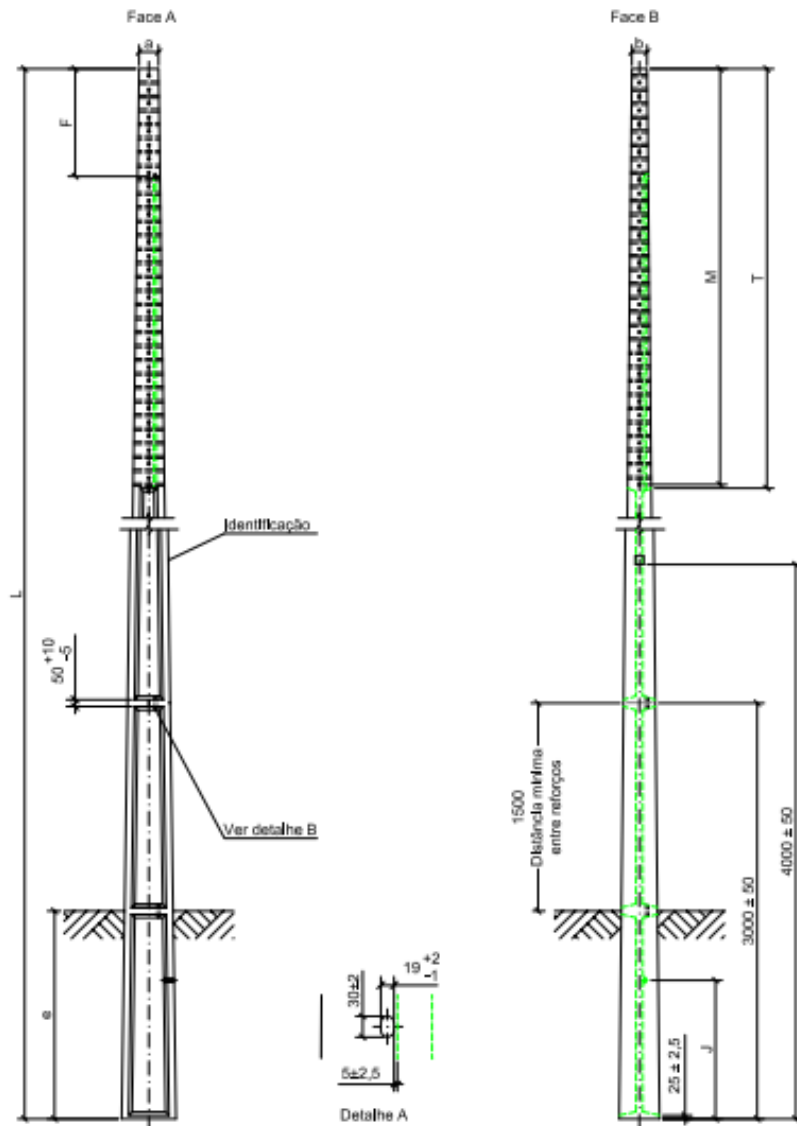 Face A
Face B
a
b
F
M
T
L
Identificação
50 +10 -5
Ver detalhe B
1500
Distância mínima
entre reforços
4000 ± 50
3000 ± 50
e
19 +2 -1
30±2
5±2,5
Detalhe A
J
25 ± 2,5